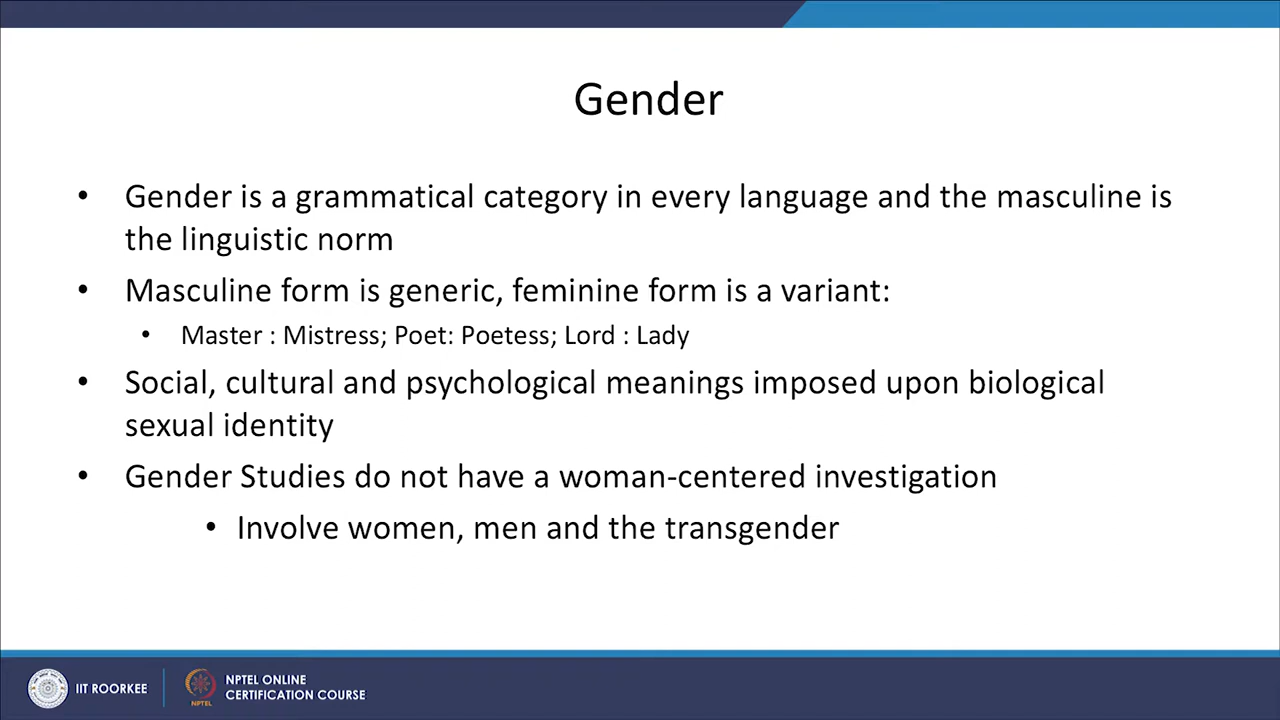 Gender
• Gender is a grammatical category in every language and the masculine is
the linguistic norm
• Masculine form is generic, feminine form is a variant:
• Master : Mistress; Poet: Poetess; Lord : Lady
• Social, cultural and psychological meanings imposed upon biological
sexual identity
• Gender Studies do not have a woman-centered investigation
• Involve women, men and the transgender
IIT ROORKEE
NPTEL
NPTEL ONLINE
CERTIFICATION COURSE